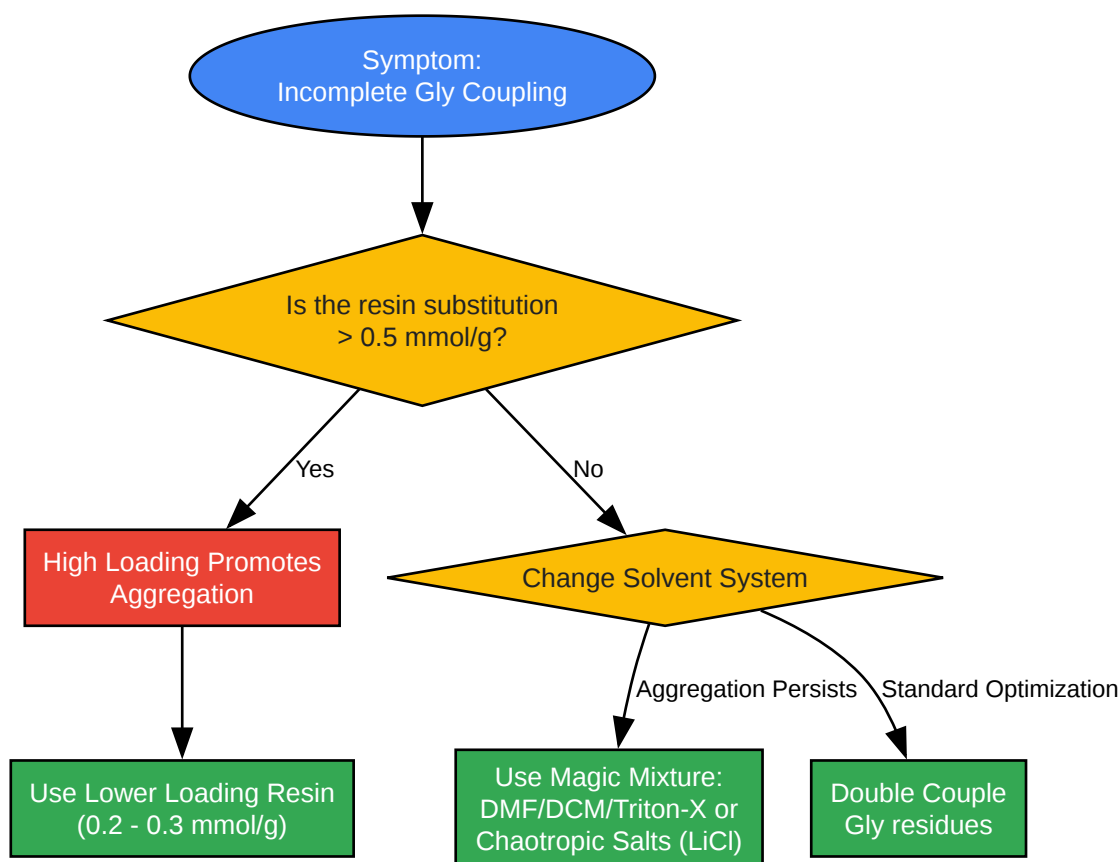 Symptom:
Incomplete Gly Coupling
Is the resin substitution
> 0.5 mmol/g?
Yes
No
High Loading Promotes
Aggregation
Change Solvent System
Aggregation Persists
Standard Optimization
Use Lower Loading Resin
(0.2 - 0.3 mmol/g)
Use Magic Mixture:
DMF/DCM/Triton-X or
Chaotropic Salts (LiCl)
Double Couple
Gly residues